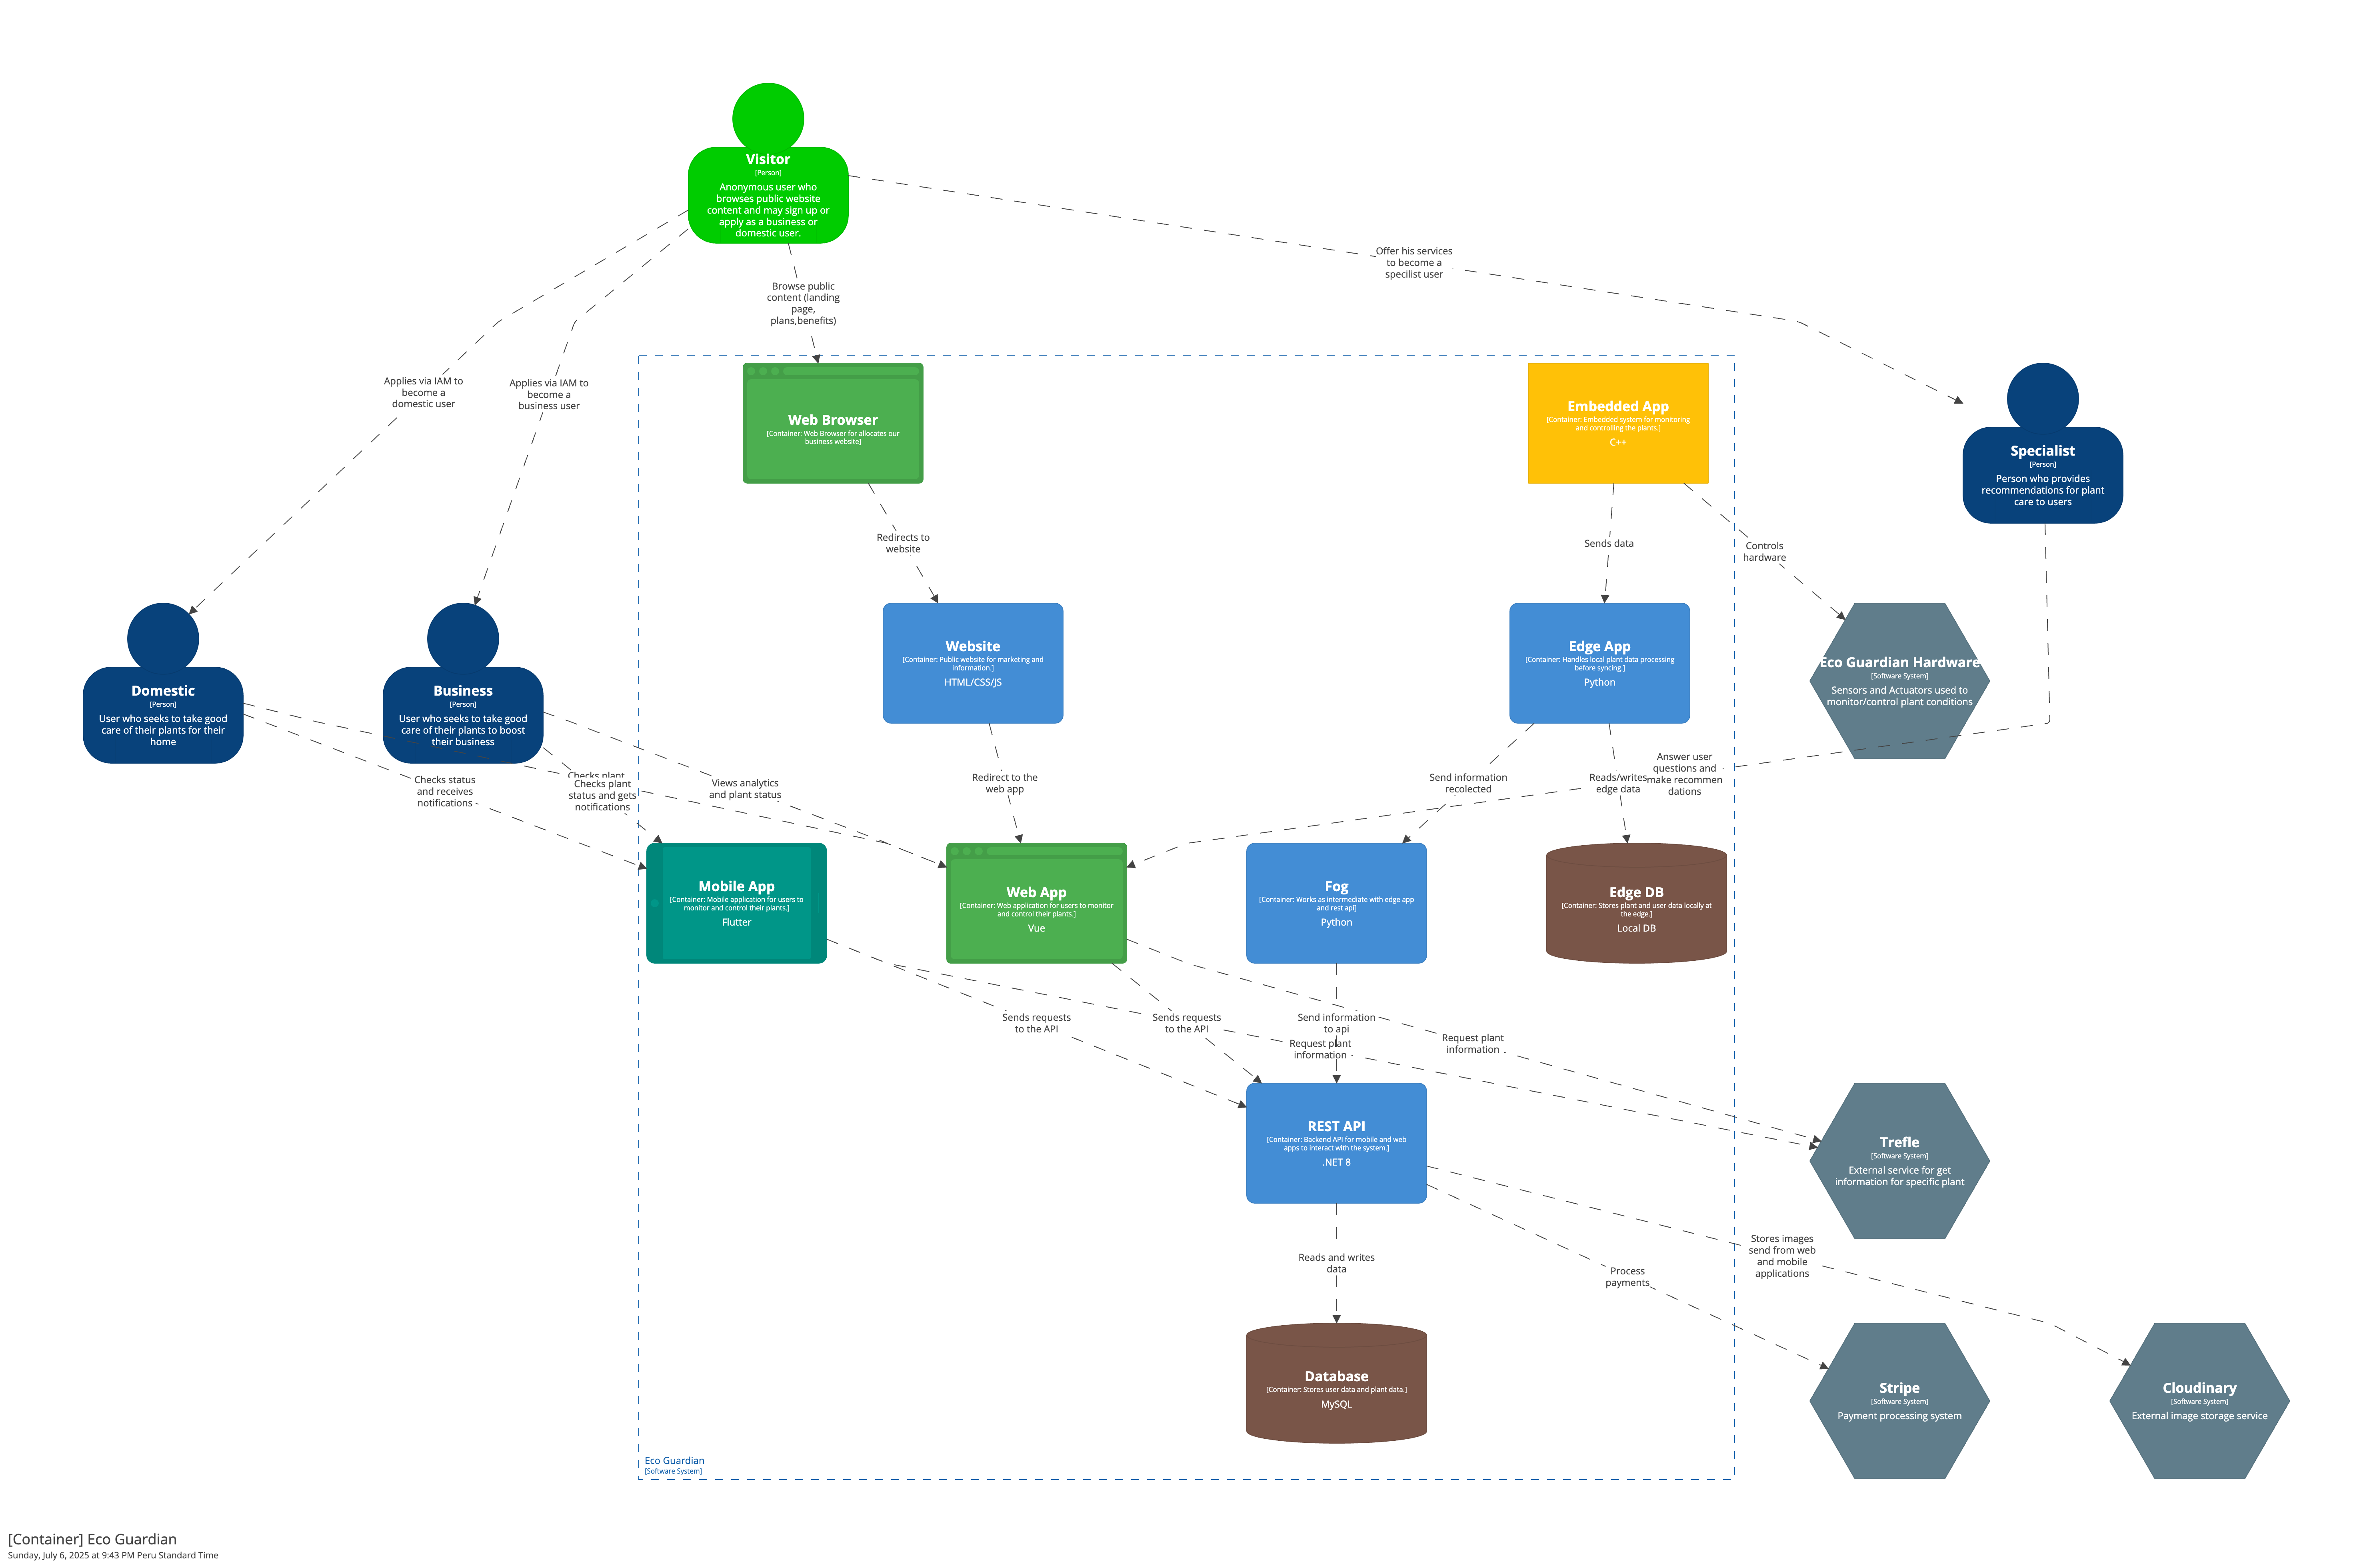 Visitor
[Person]
Anonymous user who
browses public website
content and may sign up or
apply as a business or
domestic user.
Offer his services
to become a
specilist user
Browse public
content (landing
page,
plans,benefits)
Applies via IAM to
become a
domestic user
Applies via IAM to
become a
business user
Web Browser
[Container: Web Browser for allocates our
business website]
Embedded App
[Container: Embedded system for monitoring
and controlling the plants.]
C++
Specialist
[Person]
Person who provides
recommendations for plant
care to users
Redirects to
website
Sends data
Controls
hardware
Domestic
[Person]
User who seeks to take good
care of their plants for their
home
Business
[Person]
User who seeks to take good
care of their plants to boost
their business
Website
[Container: Public website for marketing and
information.]
HTML/CSS/JS
Edge App
[Container: Handles local plant data processing
before syncing.]
Python
Eco Guardian Hardware
[Software System]
Sensors and Actuators used to
monitor/control plant conditions
Checks status
and receives
notifications
Checks plant
Checks plant
status and gets
notifications
Views analytics
and plant status
Redirect to the
web app
Send information
recolected
Reads/writes
edge data
Answer user
questions and
make recommen
dations
Mobile App
[Container: Mobile application for users to
monitor and control their plants.]
Flutter
Web App
[Container: Web application for users to monitor
and control their plants.]
Vue
Fog
[Container: Works as intermediate with edge app
and rest api]
Python
Edge DB
[Container: Stores plant and user data locally at
the edge.]
Local DB
Sends requests
to the API
Sends requests
to the API
Send information
to api
Request plant
information
Request plant
information
REST API
[Container: Backend API for mobile and web
apps to interact with the system.]
.NET 8
Trefle
[Software System]
External service for get
information for specific plant
Reads and writes
data
Process
payments
Stores images
send from web
and mobile
applications
Database
[Container: Stores user data and plant data.]
MySQL
Stripe
[Software System]
Payment processing system
Cloudinary
[Software System]
External image storage service
Eco Guardian
[Software System]
[Container] Eco Guardian
Sunday, July 6, 2025 at 9:43 PM Peru Standard Time